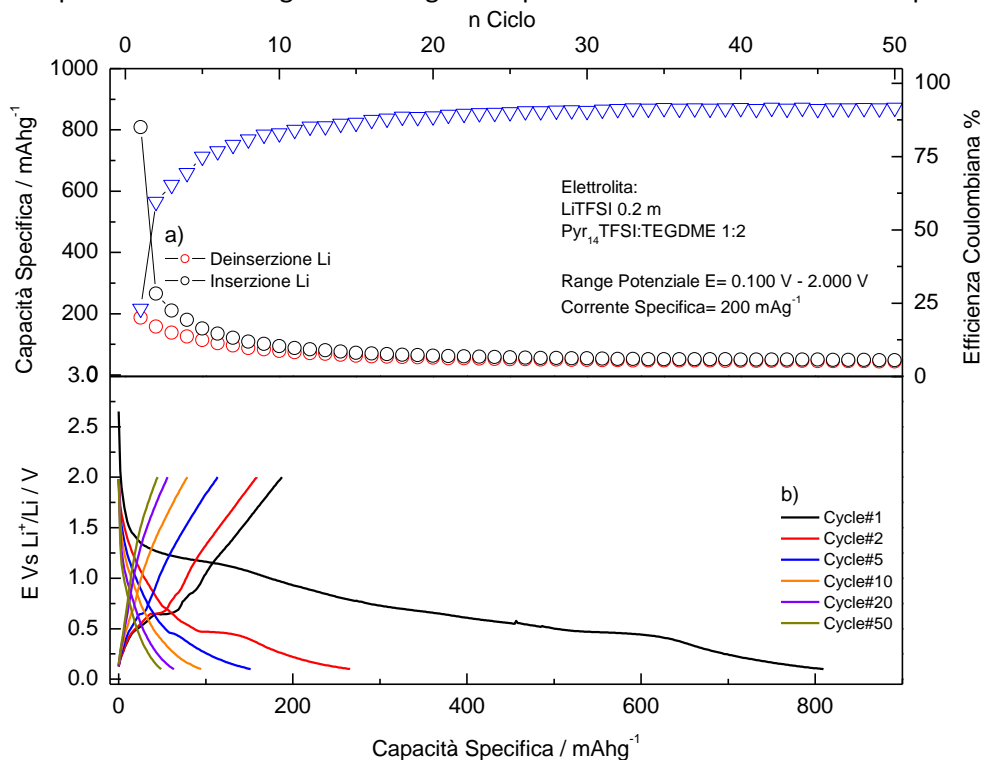 n Ciclo
0 10 20 30 40 50
1000
800
600
400
200
0
Capacità Specifica / mAhg⁻¹
100
75
50
25
0
Efficienza Coulombiana %
Elettrolita:
LiTFSI 0.2 m
Pyr₁₄TFSI:TEGDME 1:2
Range Potenziale E= 0.100 V - 2.000 V
Corrente Specifica= 200 mAg⁻¹
a)
Deinserzione Li
Inserzione Li
3.0
2.5
2.0
1.5
1.0
0.5
0.0
E Vs Li⁺/Li / V
b)
Cycle#1
Cycle#2
Cycle#5
Cycle#10
Cycle#20
Cycle#50
0 200 400 600 800
Capacità Specifica / mAhg⁻¹